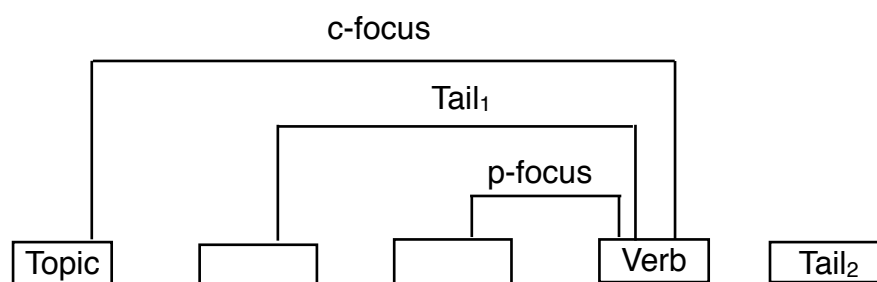 c-focus
Tail₁
p-focus
Topic
Verb
Tail₂